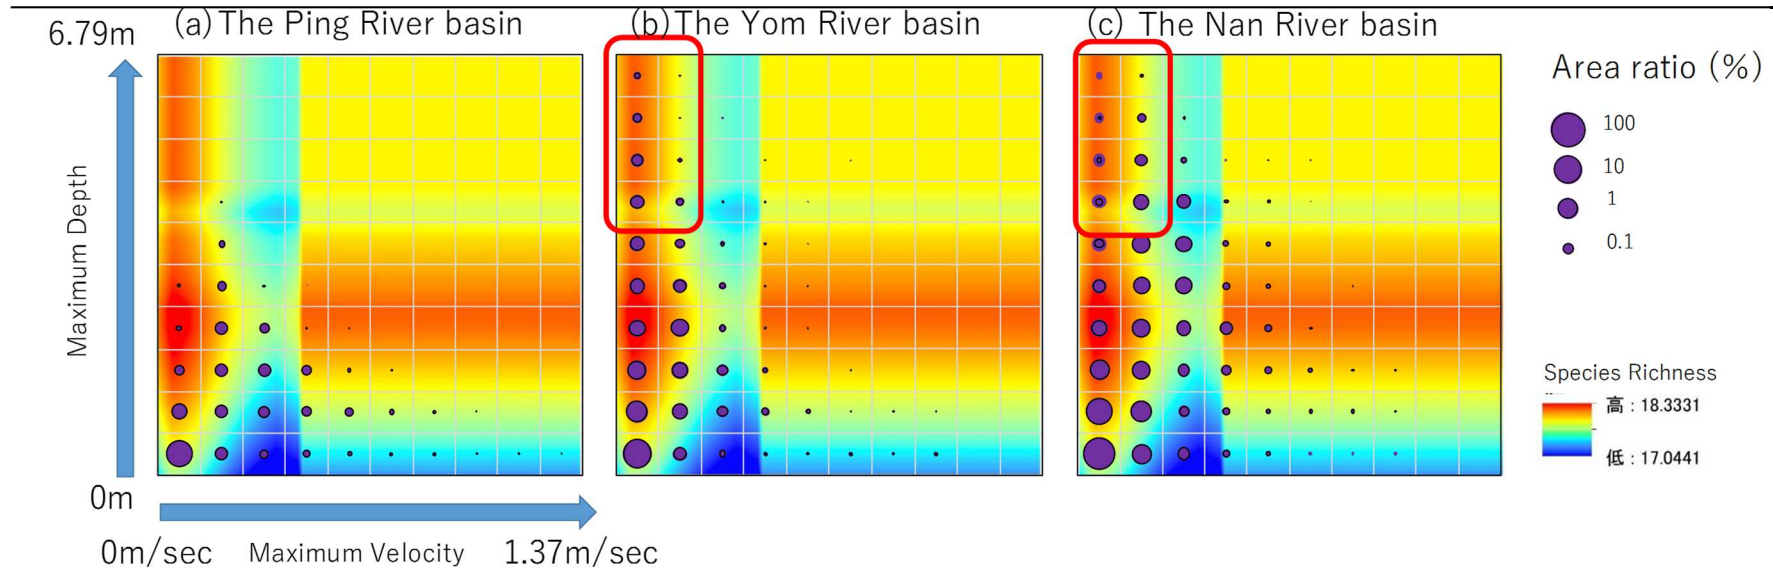 (a) The Ping River basin
(b) The Yom River basin
(c) The Nan River basin
6.79m
Maximum Depth
0m
0m/sec
Maximum Velocity
1.37m/sec
Area ratio (%)
100
10
1
0.1
Species Richness
高 : 18.3331
低 : 17.0441